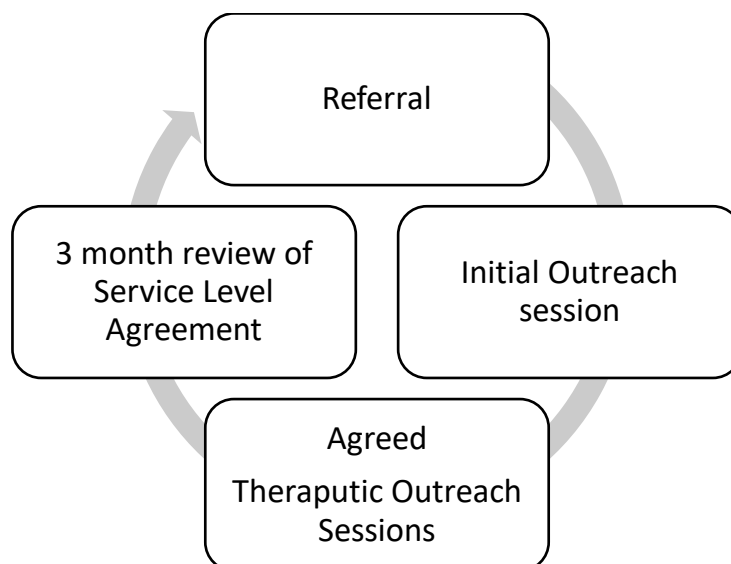 Referral
Initial Outreach
session
Agreed
Theraputic Outreach
Sessions
3 month review of
Service Level
Agreement